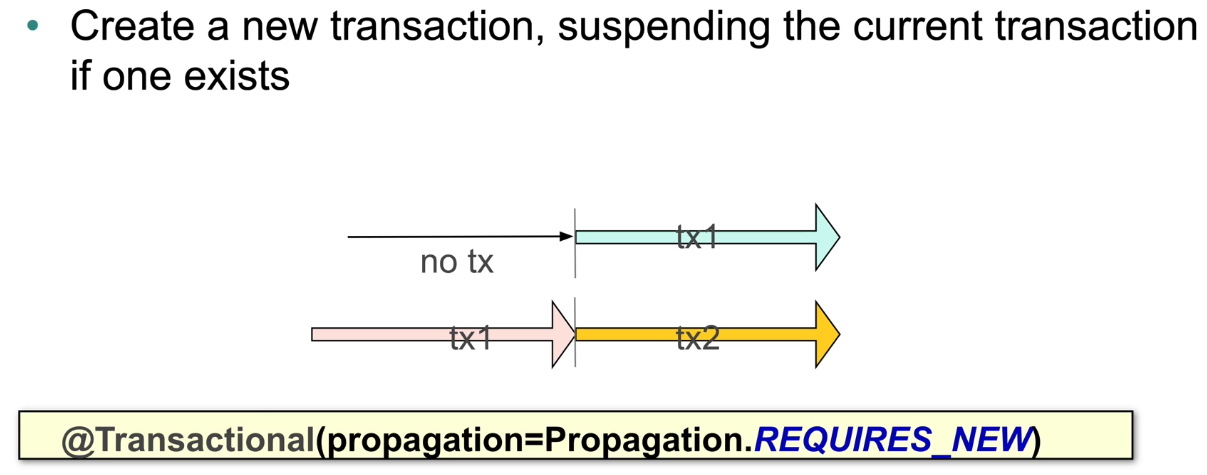 • Create a new transaction, suspending the current transaction
if one exists
tx1
no tx
tx1
tx2
@Transactional(propagation=Propagation.REQUIRES_NEW)